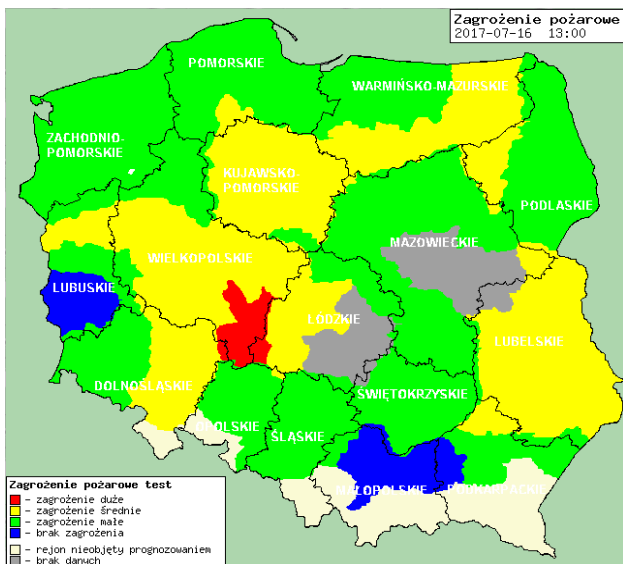 Zagrożenie pożarowe
2017-07-16 13:00
POMORSKIE
WARMIŃSKO-MAZURSKIE
ZACHODNIO-
POMORSKIE
KUJAWSKO-
POMORSKIE
PODLASKIE
MAZOWIECKIE
WIELKOPOLSKIE
LUBUSKIE
ŁÓDZKIE
LUBELSKIE
DOLNOŚLĄSKIE
ŚWIĘTOKRZYSKIE
OPOLSKIE
ŚLĄSKIE
MAŁOPOLSKIE
PODKARPACKIE
Zagrożenie pożarowe test
- zagrożenie duże
- zagrożenie średnie
- zagrożenie małe
- brak zagrożenia
- rejon nieobjęty prognozowaniem
- brak danych